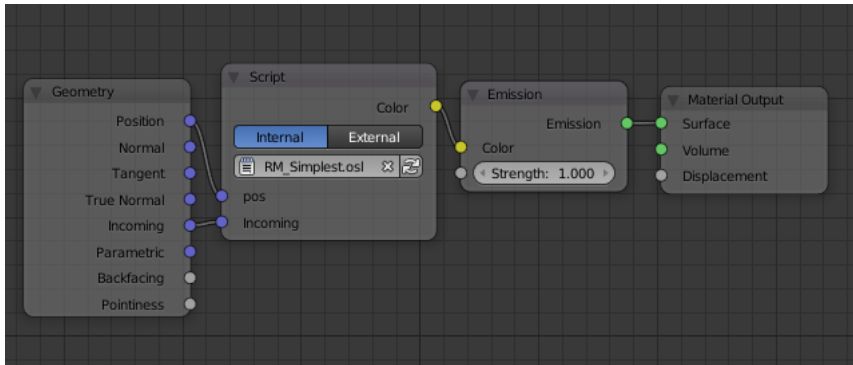 Geometry
Position
Normal
Tangent
True Normal
Incoming
Parametric
Backfacing
Pointiness
Script
Color
Internal External
RM_Simplest.osl
pos
Incoming
Emission
Emission
Color
Strength: 1.000
Material Output
Surface
Volume
Displacement